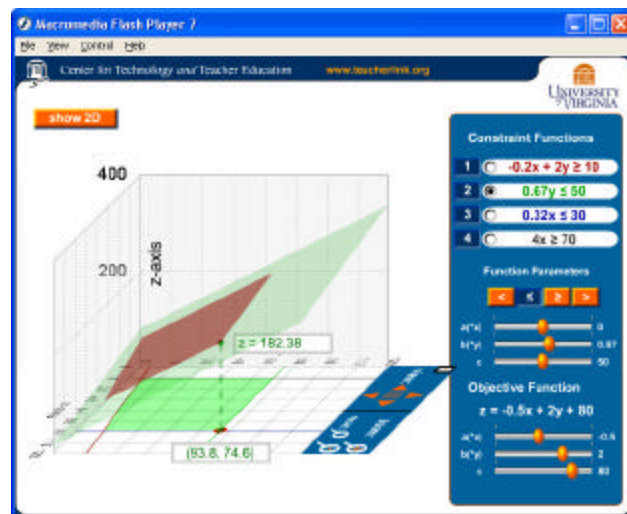 Macromedia Flash Player 7
File View Control Help
Center for Technology and Teacher Education www.teacherlink.org
UNIVERSITY
of VIRGINIA
show 2D
400
200
z-axis
z = 182.38
(93.8, 74.6)
Constraint Functions
1 -0.2x + 2y ≥ 10
2 0.67y ≤ 50
3 0.32x ≤ 30
4 4x ≥ 70
Function Parameters
< ≤ ≥ >
a(*x) 0
b(*y) 0.67
c 50
Objective Function
z = -0.5x + 2y + 80
a(*x) -0.5
b(*y) 2
c 80